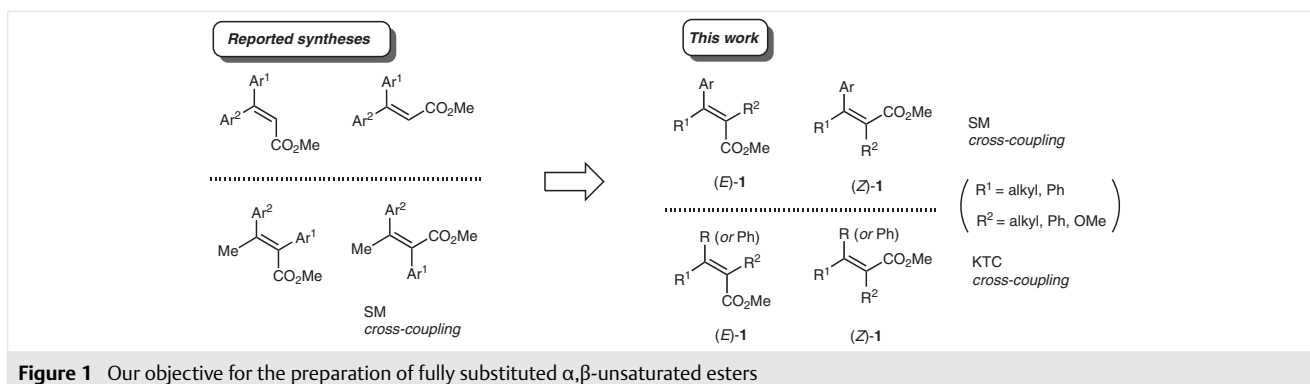 Reported syntheses
This work
Ar¹
Ar²
CO₂Me
Ar¹
Ar²
CO₂Me
Ar²
Me
Ar¹
CO₂Me
Ar²
Me
CO₂Me
Ar¹
SM
cross-coupling
Ar
R¹
R²
CO₂Me
(E)-1
Ar
R¹
CO₂Me
R²
(Z)-1
SM
cross-coupling
R¹ = alkyl, Ph
R² = alkyl, Ph, OMe
R (or Ph)
R¹
R²
CO₂Me
(E)-1
R (or Ph)
R¹
CO₂Me
R²
(Z)-1
KTC
cross-coupling
Figure 1 Our objective for the preparation of fully substituted α,β-unsaturated esters